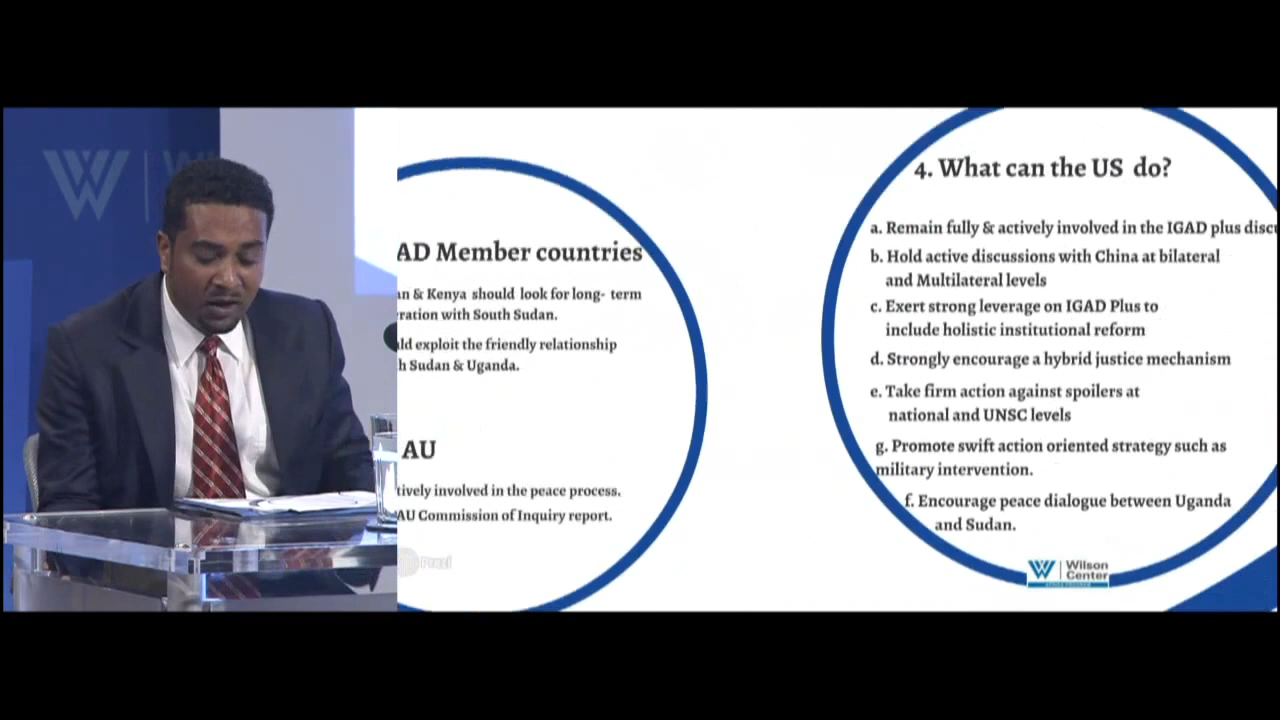 W
AD Member countries
an & Kenya should look for long- term
ration with South Sudan.
ld exploit the friendly relationship
h Sudan & Uganda.
AU
tively involved in the peace process.
AU Commission of Inquiry report.
Prezi
4. What can the US do?
a. Remain fully & actively involved in the IGAD plus discu
b. Hold active discussions with China at bilateral
and Multilateral levels
c. Exert strong leverage on IGAD Plus to
include holistic institutional reform
d. Strongly encourage a hybrid justice mechanism
e. Take firm action against spoilers at
national and UNSC levels
g. Promote swift action oriented strategy such as
military intervention.
f. Encourage peace dialogue between Uganda
and Sudan.
W Wilson
Center